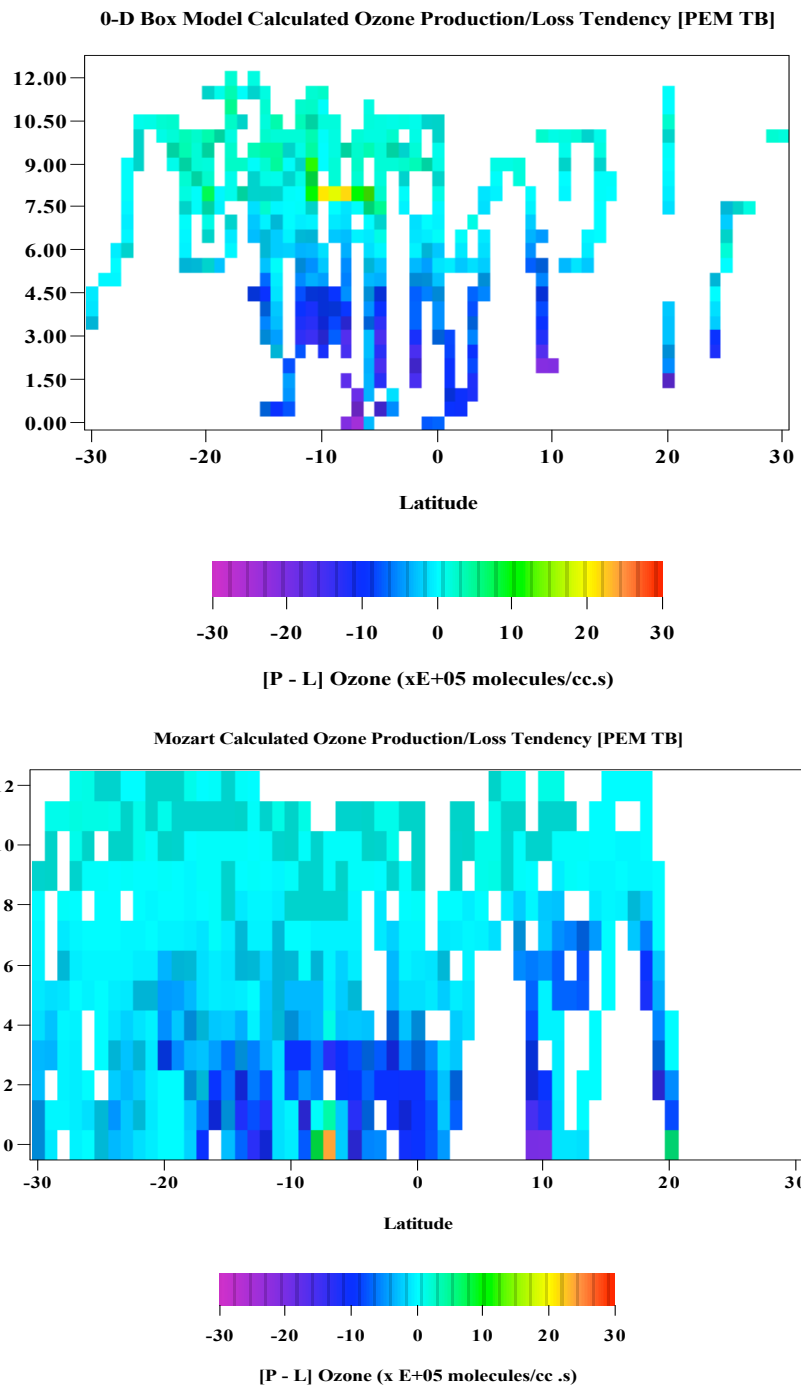 0-D Box Model Calculated Ozone Production/Loss Tendency [PEM TB]
12.00
10.50
9.00
7.50
6.00
4.50
3.00
1.50
0.00
-30 -20 -10 0 10 20 30
Latitude
-30 -20 -10 0 10 20 30
[P - L] Ozone (xE+05 molecules/cc.s)
Mozart Calculated Ozone Production/Loss Tendency [PEM TB]
2
0
8
6
4
2
0
-30 -20 -10 0 10 20 30
Latitude
-30 -20 -10 0 10 20 30
[P - L] Ozone (x E+05 molecules/cc .s)